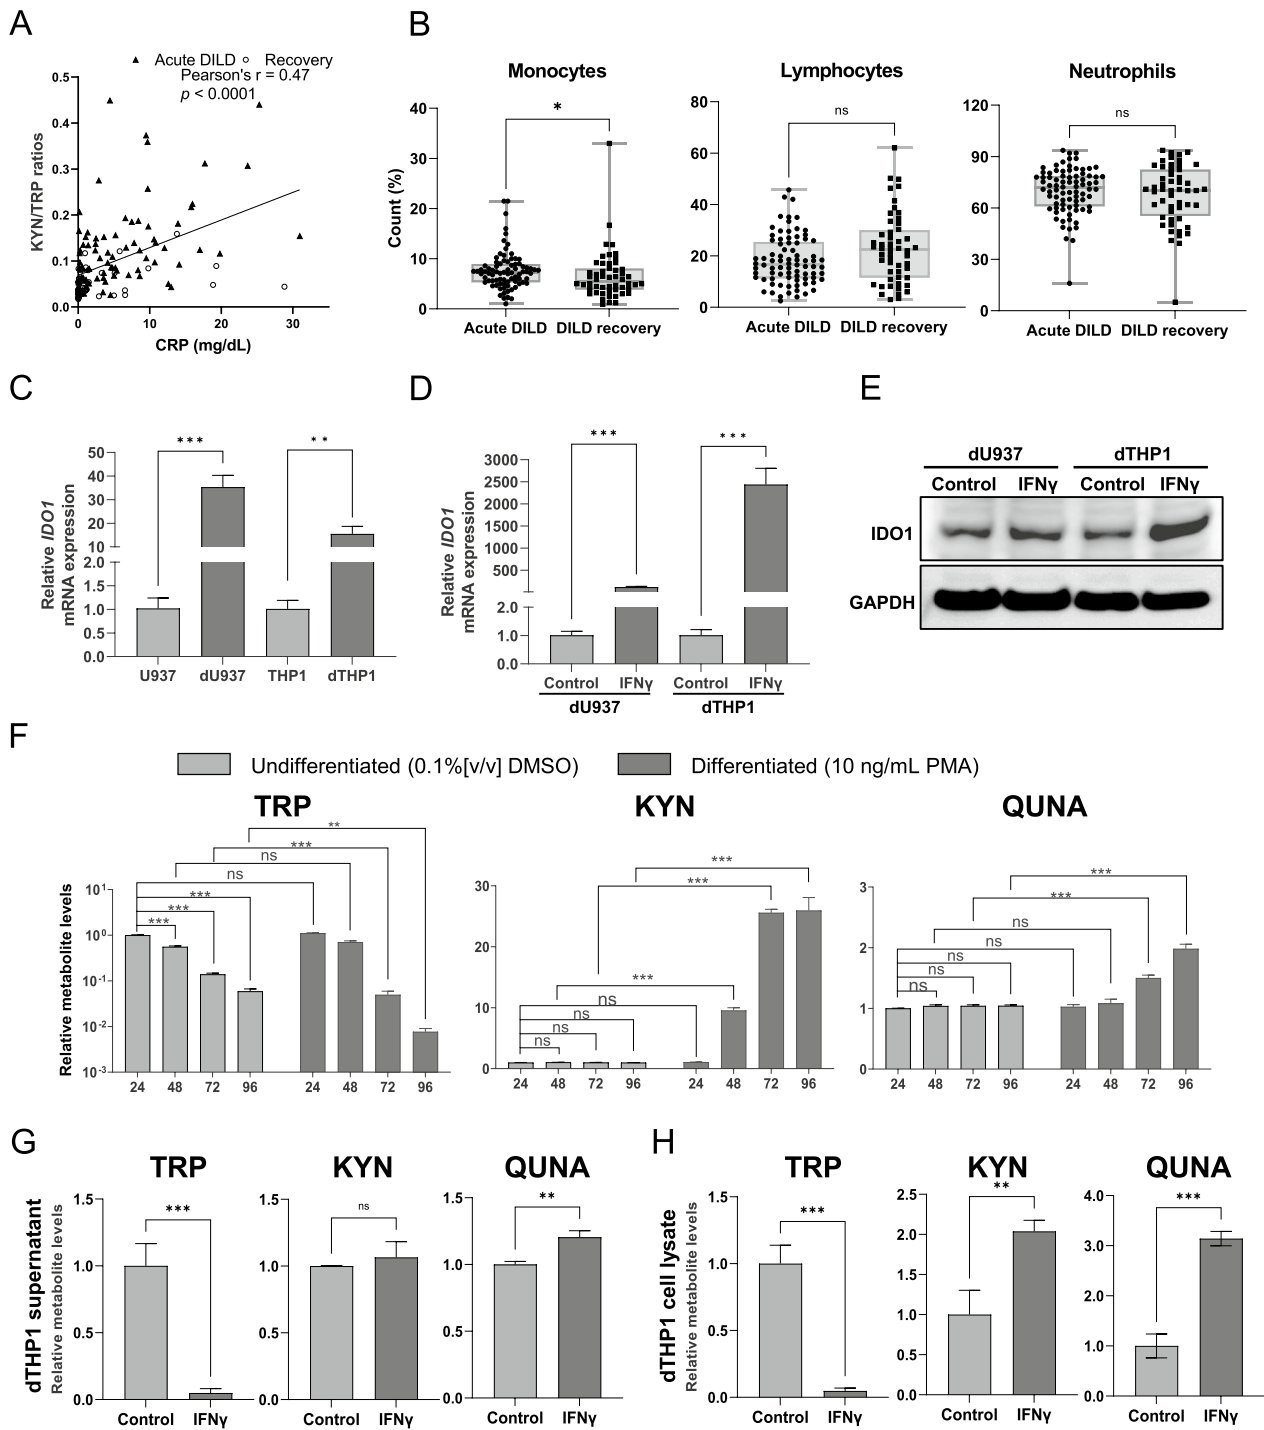 A
Acute DILD
Recovery
Pearson's r = 0.47
p < 0.0001
KYN/TRP ratios
0.5
0.4
0.3
0.2
0.1
0.0
0 10 20 30
CRP (mg/dL)
B
Monocytes
*
Count (%)
40
30
20
10
0
Acute DILD DILD recovery
Lymphocytes
ns
80
60
40
20
0
Acute DILD DILD recovery
Neutrophils
ns
120
90
60
30
0
Acute DILD DILD recovery
C
*** **
Relative IDO1
mRNA expression
50
40
30
20
10
2.0
1.5
1.0
0.5
0.0
U937 dU937 THP1 dTHP1
D
*** ***
Relative IDO1
mRNA expression
3000
2500
2000
1500
1000
500
2.0
1.0
0.0
Control IFNγ Control IFNγ
dU937 dTHP1
E
dU937 dTHP1
Control IFNγ Control IFNγ
IDO1
GAPDH
F
Undifferentiated (0.1%[v/v] DMSO)
Differentiated (10 ng/mL PMA)
TRP
**
***
ns
ns
***
***
***
Relative metabolite levels
10¹
10⁰
10⁻¹
10⁻²
10⁻³
24 48 72 96 24 48 72 96
KYN
***
***
***
ns
ns
ns
ns
30
20
10
0
24 48 72 96 24 48 72 96
QUNA
***
***
ns
ns
ns
ns
ns
3
2
1
0
24 48 72 96 24 48 72 96
G
dTHP1 supernatant
Relative metabolite levels
TRP
***
1.5
1.0
0.5
0.0
Control IFNγ
KYN
ns
1.5
1.0
0.5
0.0
Control IFNγ
QUNA
**
1.5
1.0
0.5
0.0
Control IFNγ
H
dTHP1 cell lysate
Relative metabolite levels
TRP
***
1.5
1.0
0.5
0.0
Control IFNγ
KYN
**
2.5
2.0
1.5
1.0
0.5
0.0
Control IFNγ
QUNA
***
4.0
3.0
2.0
1.0
0.0
Control IFNγ